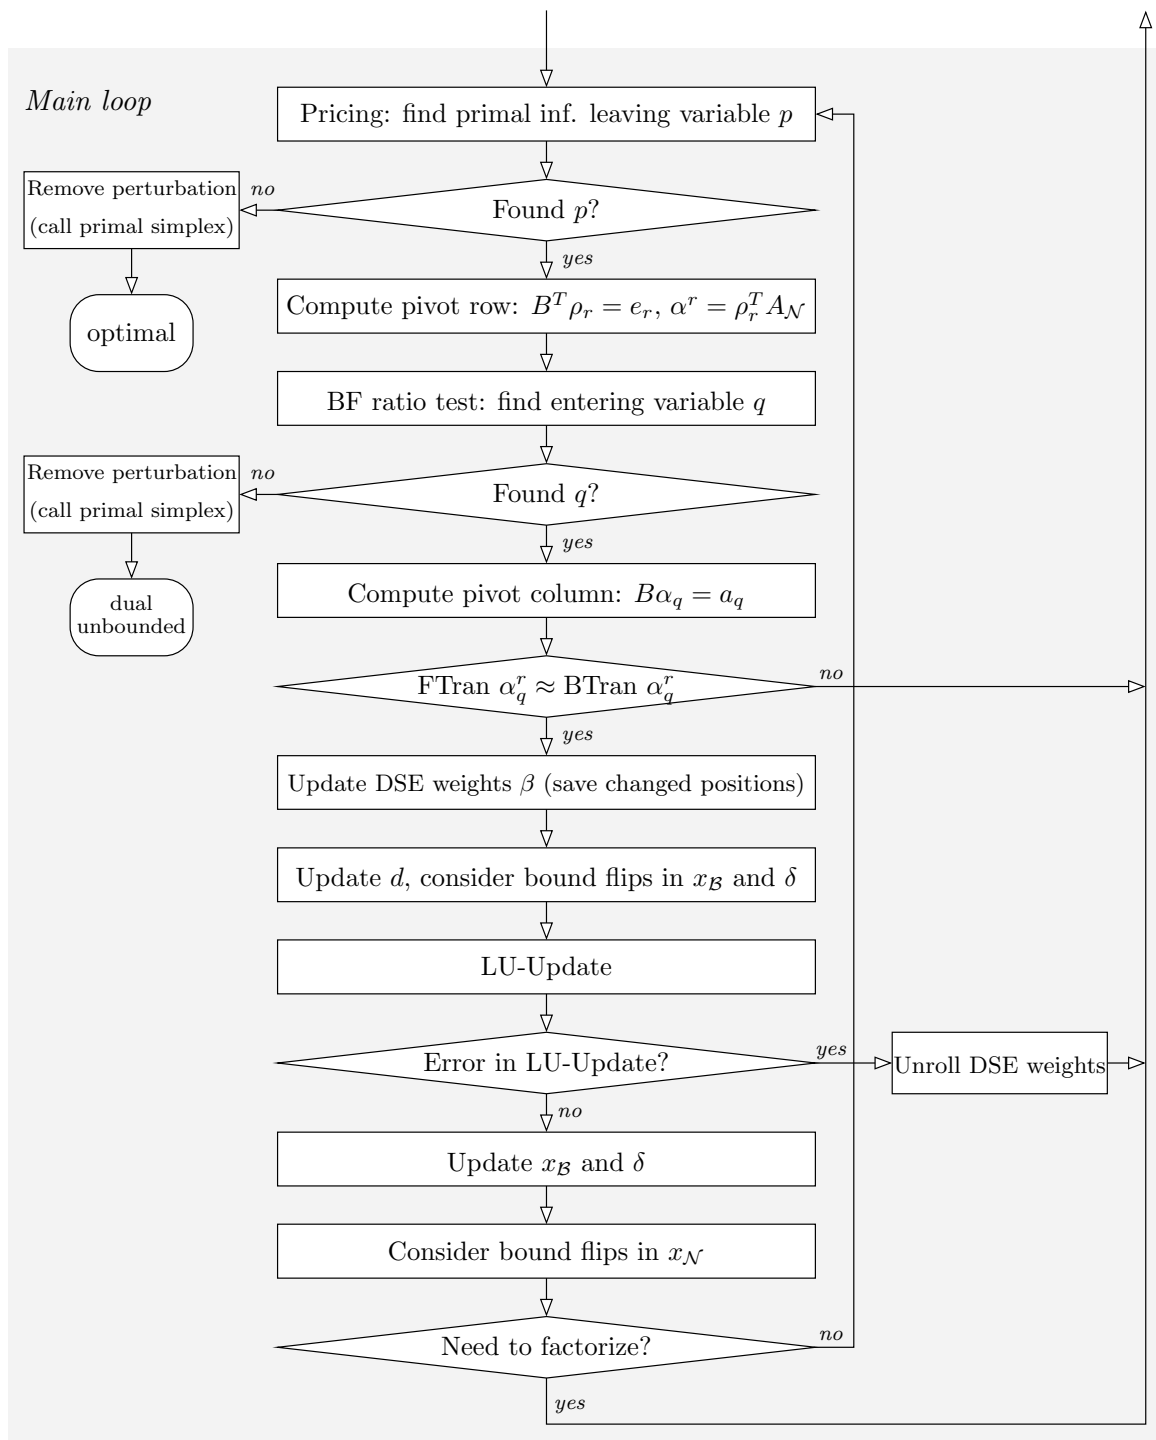 Main loop
Pricing: find primal inf. leaving variable p
Remove perturbation
(call primal simplex)
no
Found p?
yes
optimal
Compute pivot row: B^T ρ_r = e_r, α^r = ρ_r^T A_𝒩
BF ratio test: find entering variable q
Remove perturbation
(call primal simplex)
no
Found q?
yes
dual
unbounded
Compute pivot column: Bα_q = a_q
FTran α_q^r ≈ BTran α_q^r
no
yes
Update DSE weights β (save changed positions)
Update d, consider bound flips in x_ℬ and δ
LU-Update
Error in LU-Update?
yes
Unroll DSE weights
no
Update x_ℬ and δ
Consider bound flips in x_𝒩
Need to factorize?
no
yes